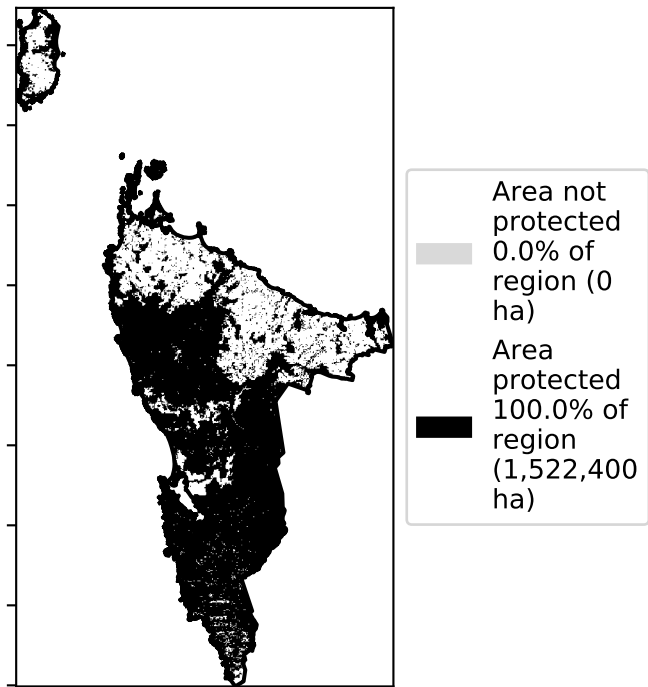 Area not
protected
0.0% of
region (0
ha)
Area
protected
100.0% of
region
(1,522,400
ha)